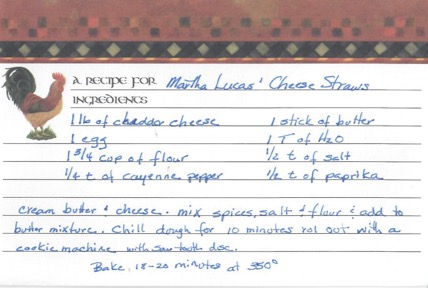 A RECIPE FOR Martha Lucas' Cheese Straws
INGREDIENTS
1 lb of cheddar cheese 1 stick of butter
1 egg 1 T of H2O
1 3/4 cup of flour 1/2 t of salt
1/4 t. of cayenne pepper 1/2 t of paprika
cream butter & cheese. mix spices, salt & flour & add to
butter mixture. Chill dough for 10 minutes rol out with a
cookie machine with saw tooth disc.
Bake 18-20 minutes at 350°